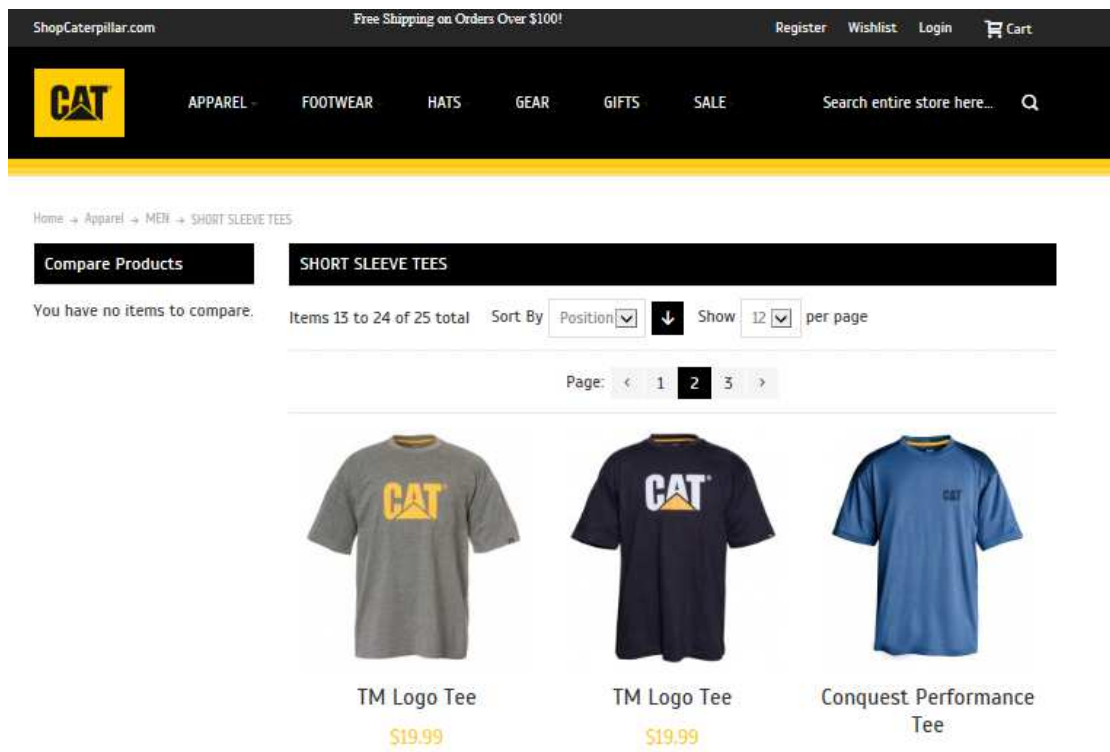 ShopCaterpillar.com Free Shipping on Orders Over $100! Register Wishlist Login Cart
CAT APPAREL FOOTWEAR HATS GEAR GIFTS SALE Search entire store here...
Home → Apparel → MEN → SHORT SLEEVE TEES
Compare Products
You have no items to compare.
SHORT SLEEVE TEES
Items 13 to 24 of 25 total Sort By Position Show 12 per page
Page: < 1 2 3 >
CAT CAT CAT
TM Logo Tee
$19.99
TM Logo Tee
$19.99
Conquest Performance
Tee